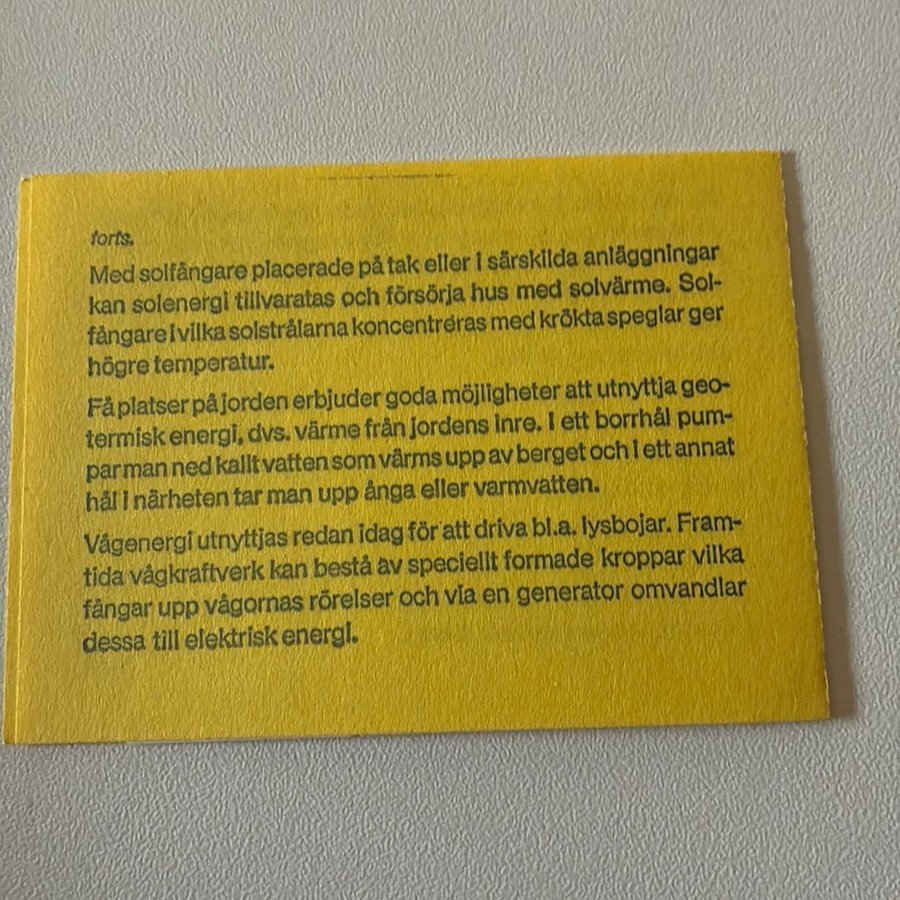 forts.
Med solfångare placerade på tak eller i särskilda anläggningar
kan solenergi tillvaratas och försörja hus med solvärme. Sol-
fångare i vilka solstrålarna koncentreras med krökta speglar ger
högre temperatur.
Få platser på jorden erbjuder goda möjligheter att utnyttja geo-
termisk energi, dvs. värme från jordens inre. I ett borrhål pum-
par man ned kallt vatten som värms upp av berget och i ett annat
hål i närheten tar man upp ånga eller varmvatten.
Vågenergi utnyttjas redan idag för att driva bl.a. lysbojar. Fram-
tida vågkraftverk kan bestå av speciellt formade kroppar vilka
fångar upp vågornas rörelser och via en generator omvandlar
dessa till elektrisk energi.